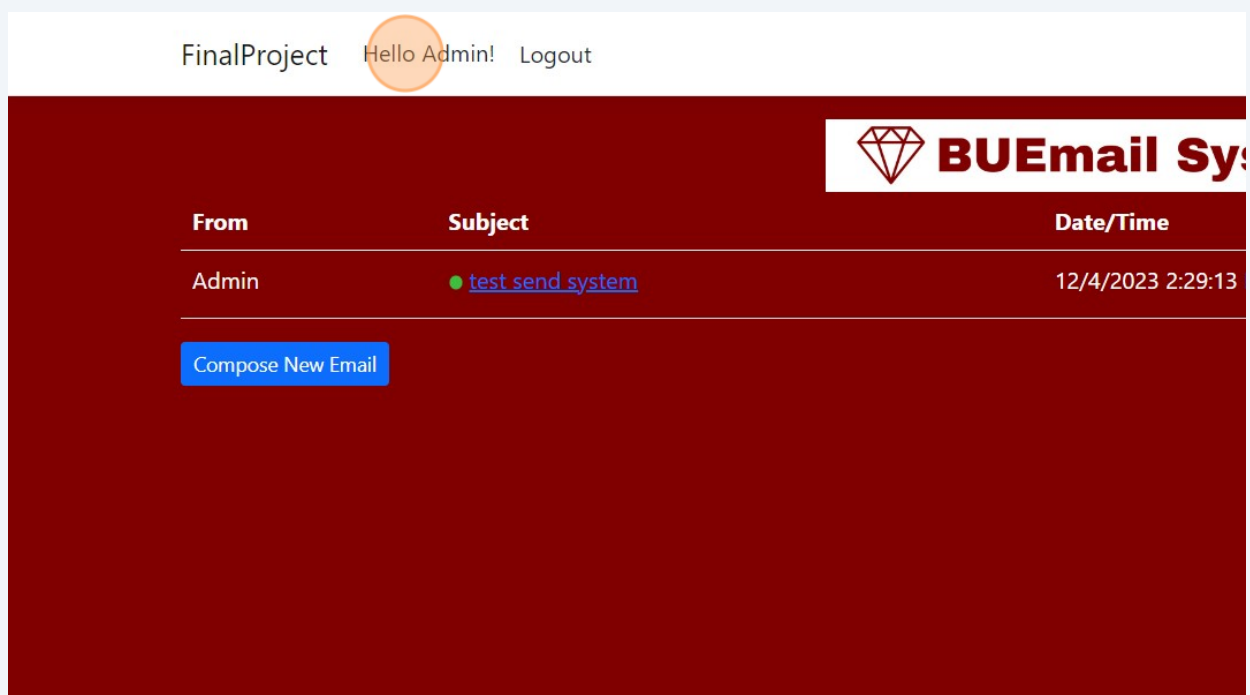 FinalProject Hello Admin! Logout
BUEmail
From Subject Date/Time
Admin test send system 12/4/2023 2:29:13
Compose New Email